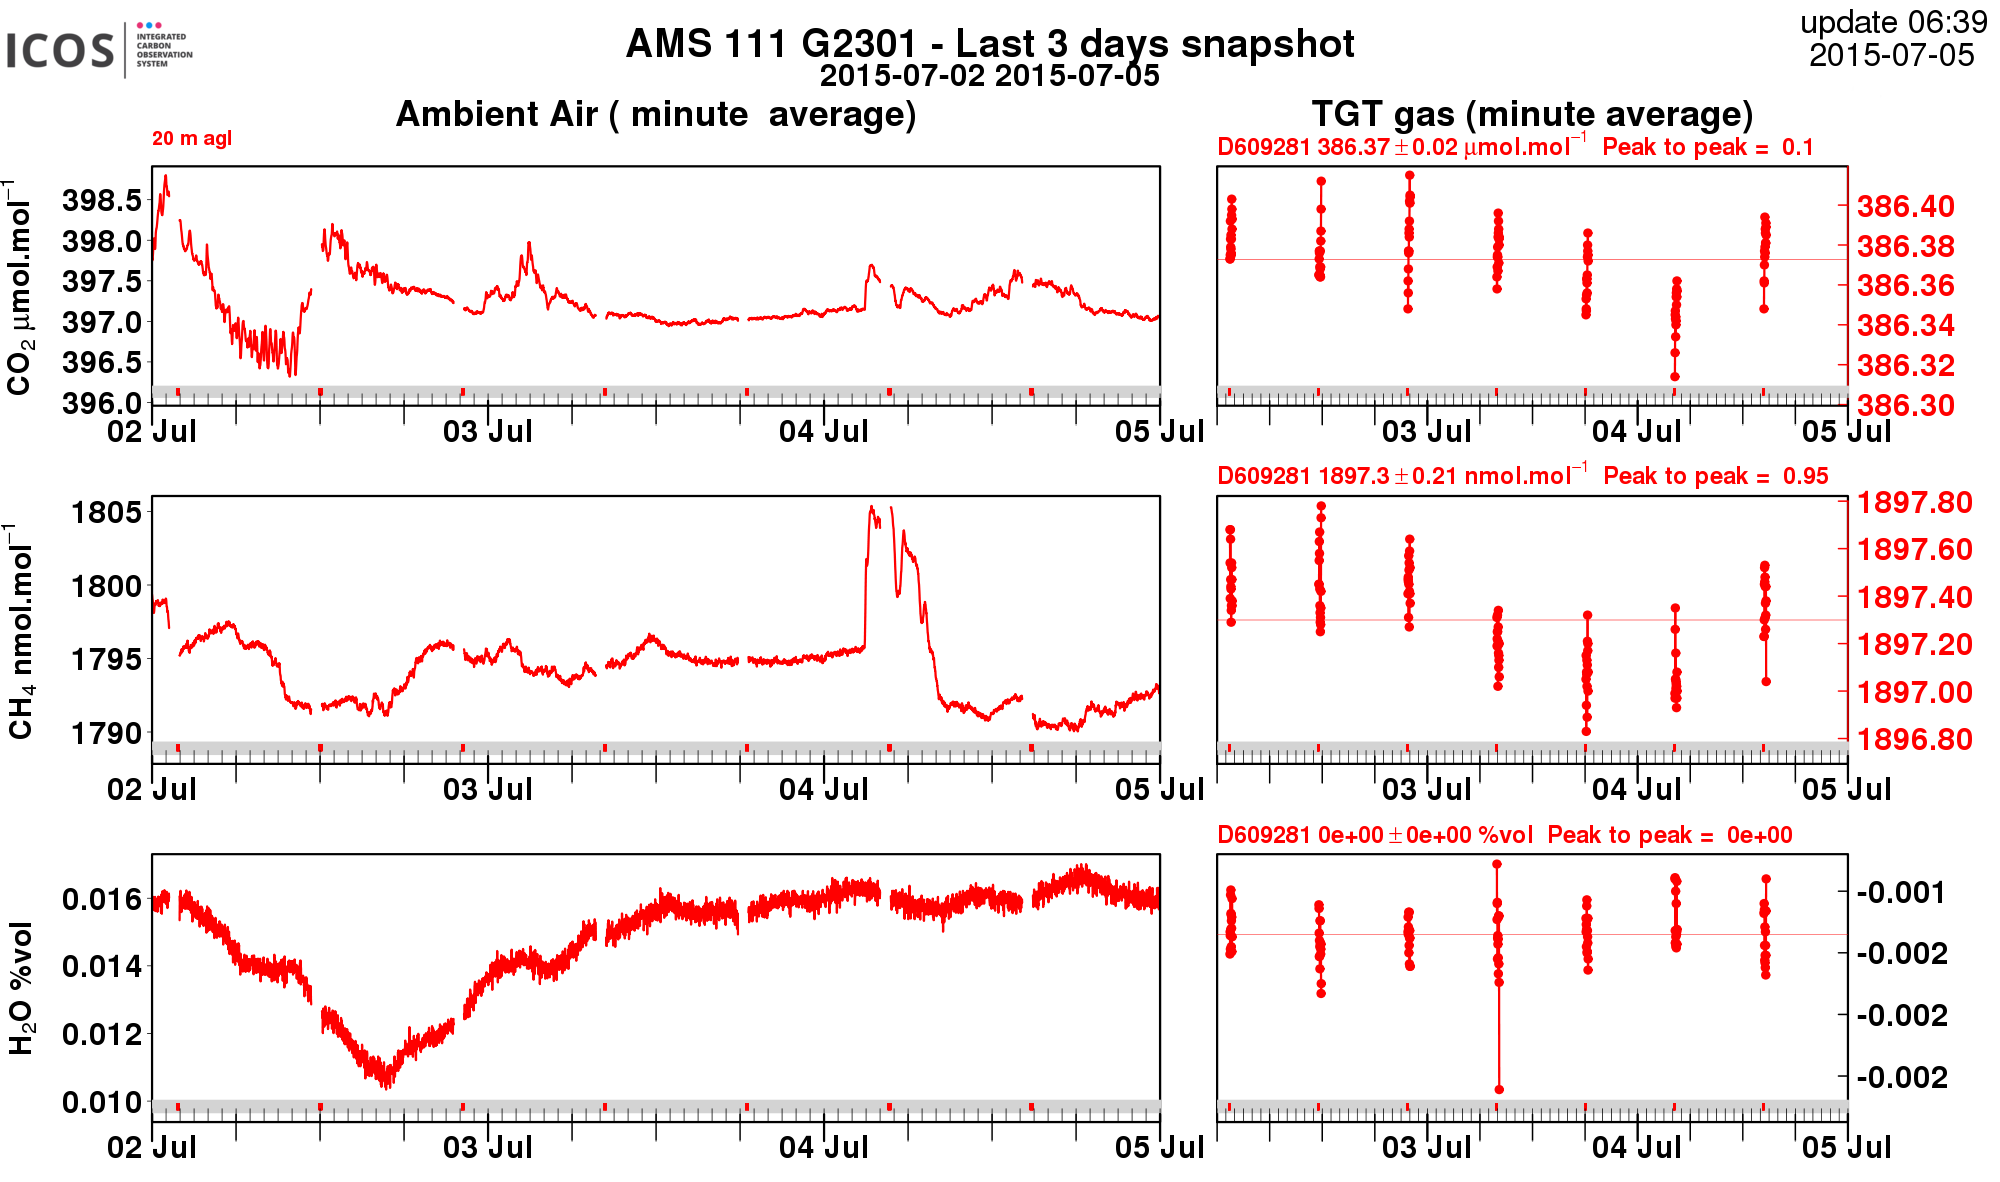 ICOS
INTEGRATED
CARBON
OBSERVATION
SYSTEM
AMS 111 G2301 - Last 3 days snapshot
2015-07-02 2015-07-05
update 06:39
2015-07-05
Ambient Air ( minute average)
20 m agl
CO₂ µmol.mol⁻¹
398.5
398.0
397.5
397.0
396.5
396.0
02 Jul 03 Jul 04 Jul 05 Jul
TGT gas (minute average)
D609281 386.37±0.02 µmol.mol⁻¹ Peak to peak = 0.1
386.40
386.38
386.36
386.34
386.32
386.30
03 Jul 04 Jul 05 Jul
CH₄ nmol.mol⁻¹
1805
1800
1795
1790
02 Jul 03 Jul 04 Jul 05 Jul
D609281 1897.3±0.21 nmol.mol⁻¹ Peak to peak = 0.95
1897.80
1897.60
1897.40
1897.20
1897.00
1896.80
03 Jul 04 Jul 05 Jul
H₂O %vol
0.016
0.014
0.012
0.010
02 Jul 03 Jul 04 Jul 05 Jul
D609281 0e+00±0e+00 %vol Peak to peak = 0e+00
-0.001
-0.002
-0.002
-0.002
03 Jul 04 Jul 05 Jul